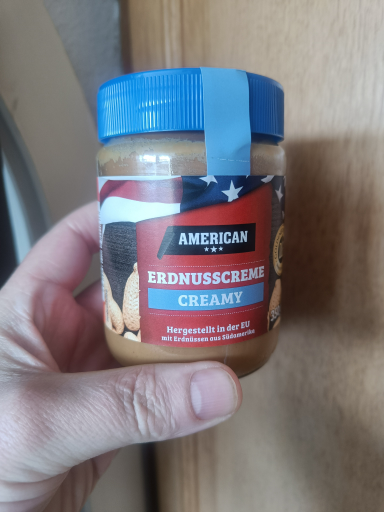 AMERICAN
ERDNUSSCREME
CREAMY
Hergestellt in der EU
mit Erdnüssen aus Südamerika